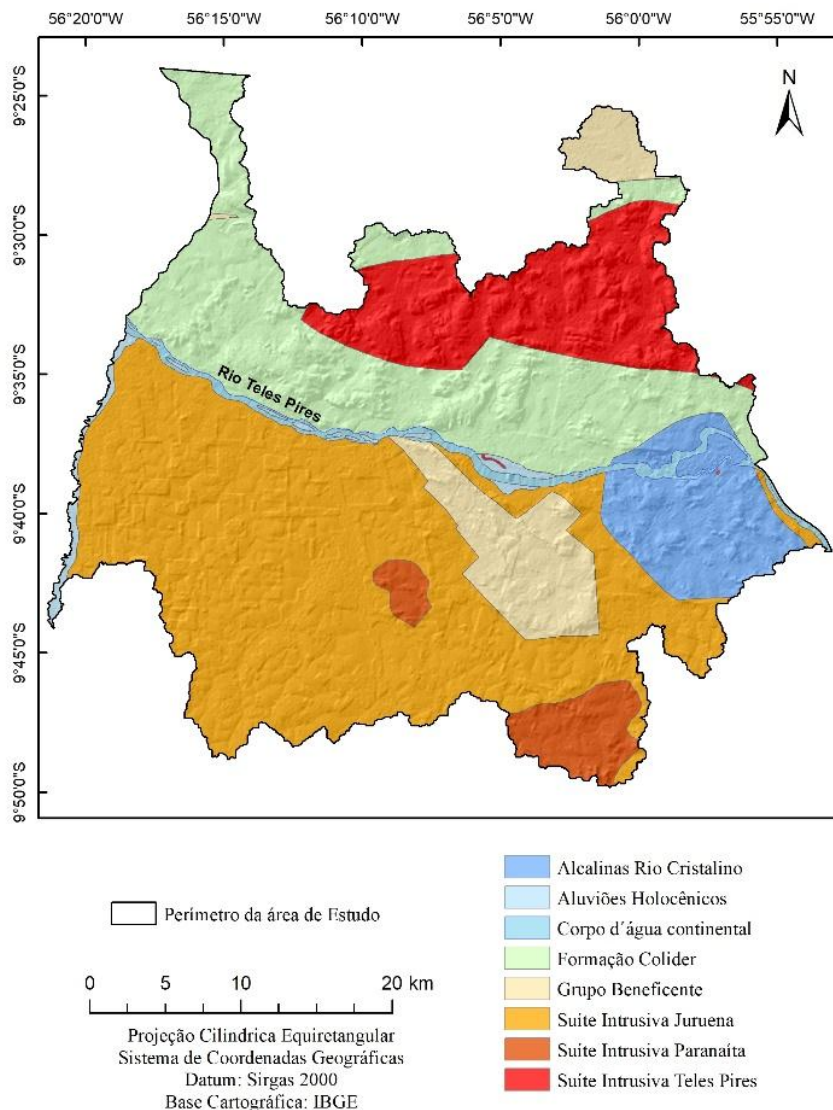 56°20'0"W 56°15'0"W 56°10'0"W 56°5'0"W 56°0'0"W 55°55'0"W
N
9°25'0"S
9°30'0"S
9°35'0"S
9°40'0"S
9°45'0"S
9°50'0"S
Rio Teles Pires
Perímetro da área de Estudo
0 5 10 20 km
Projeção Cilindrica Equiretangular
Sistema de Coordenadas Geográficas
Datum: Sirgas 2000
Base Cartográfica: IBGE
Alcalinas Rio Cristalino
Aluviões Holocênicos
Corpo d´água continental
Formação Colider
Grupo Beneficente
Suíte Intrusiva Juruena
Suíte Intrusiva Paranaíta
Suíte Intrusiva Teles Pires